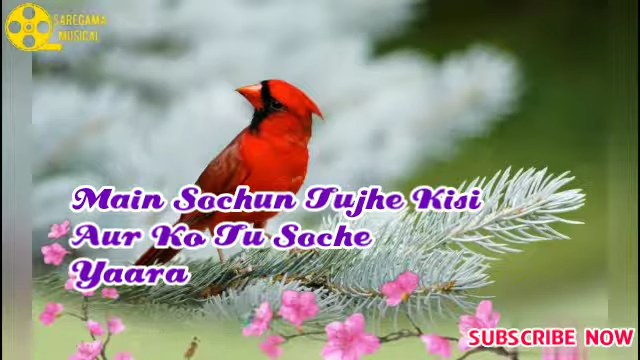 SAREGAMA
MUSICAL
Main Sochun Tujhe Kisi
Aur Ko Tu Soche
Yaara
SUBSCRIBE NOW